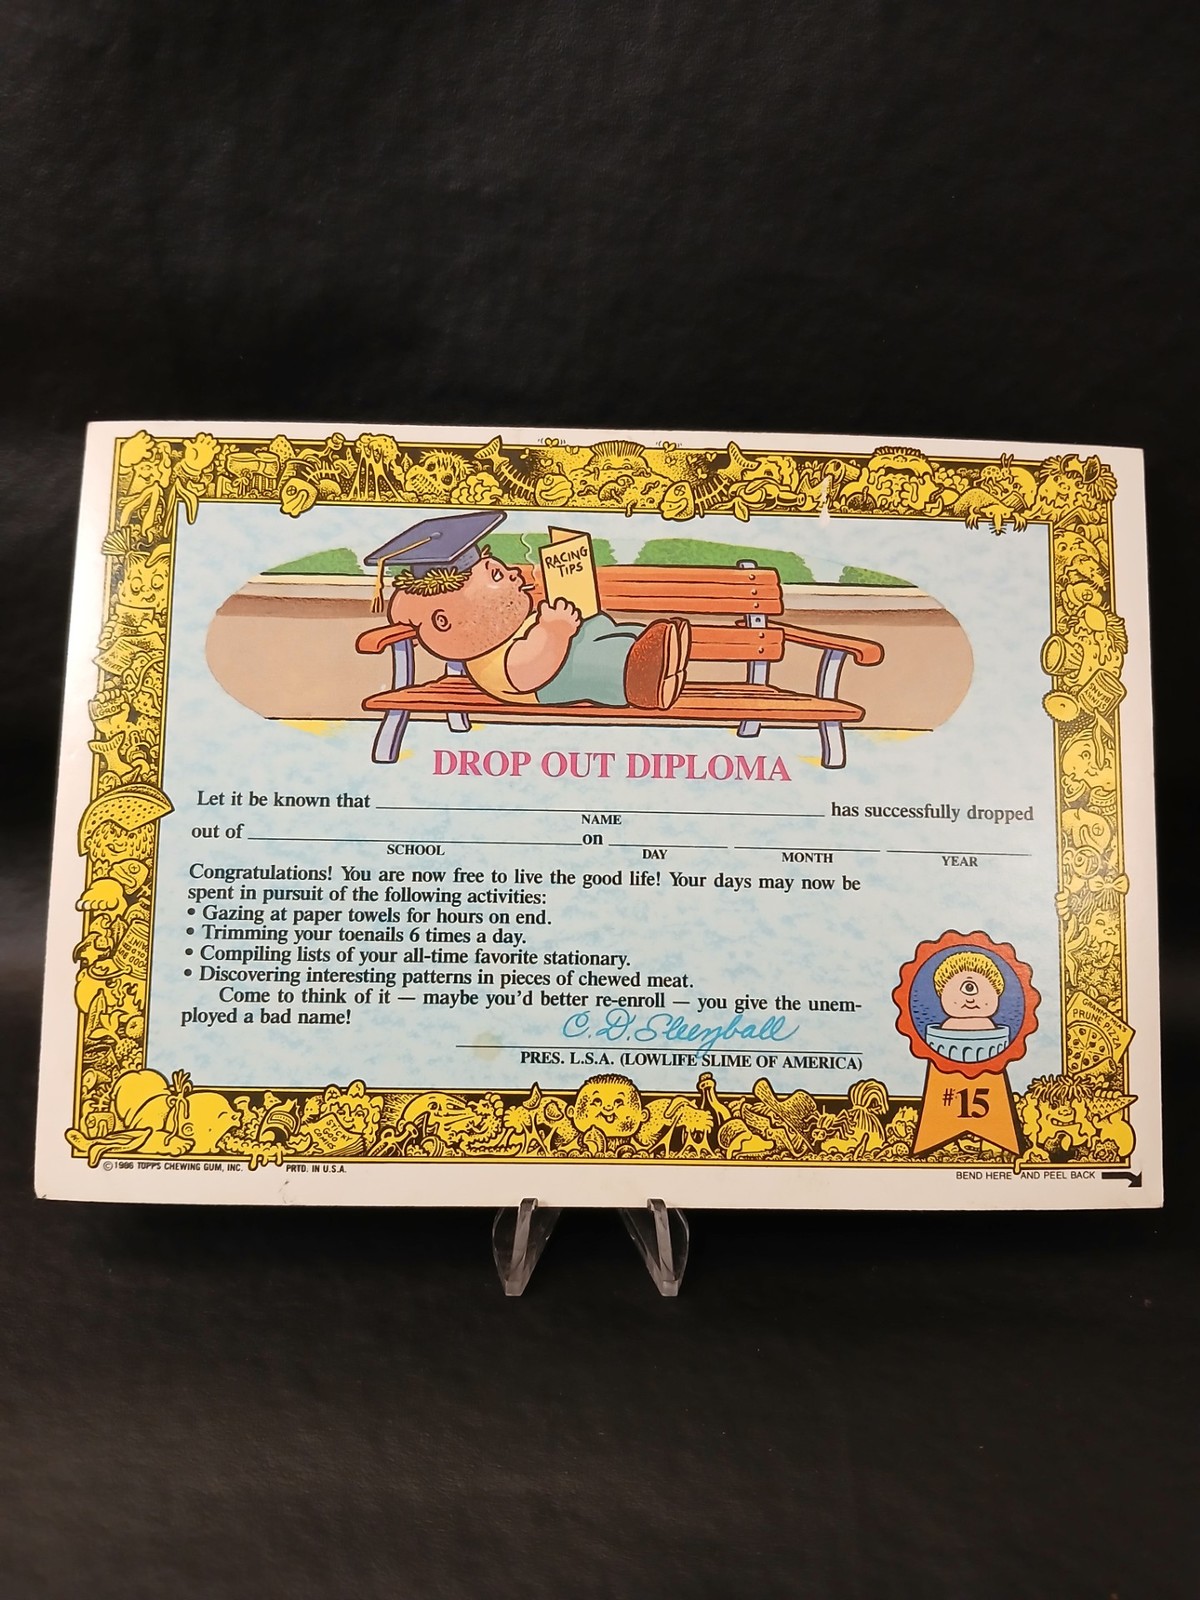 RACING
TIPS
DROP OUT DIPLOMA
Let it be known that has successfully dropped
NAME
out of on
SCHOOL DAY MONTH YEAR
Congratulations! You are now free to live the good life! Your days may now be
spent in pursuit of the following activities:
• Gazing at paper towels for hours on end.
• Trimming your toenails 6 times a day.
• Compiling lists of your all-time favorite stationary.
• Discovering interesting patterns in pieces of chewed meat.
Come to think of it — maybe you'd better re-enroll — you give the unem-
ployed a bad name!
C. D. Sleezball
PRES. L.S.A. (LOWLIFE SLIME OF AMERICA)
#15
PRUNE PIZZA
© 1986 TOPPS CHEWING GUM, INC. PRTD. IN U.S.A.
BEND HERE AND PEEL BACK